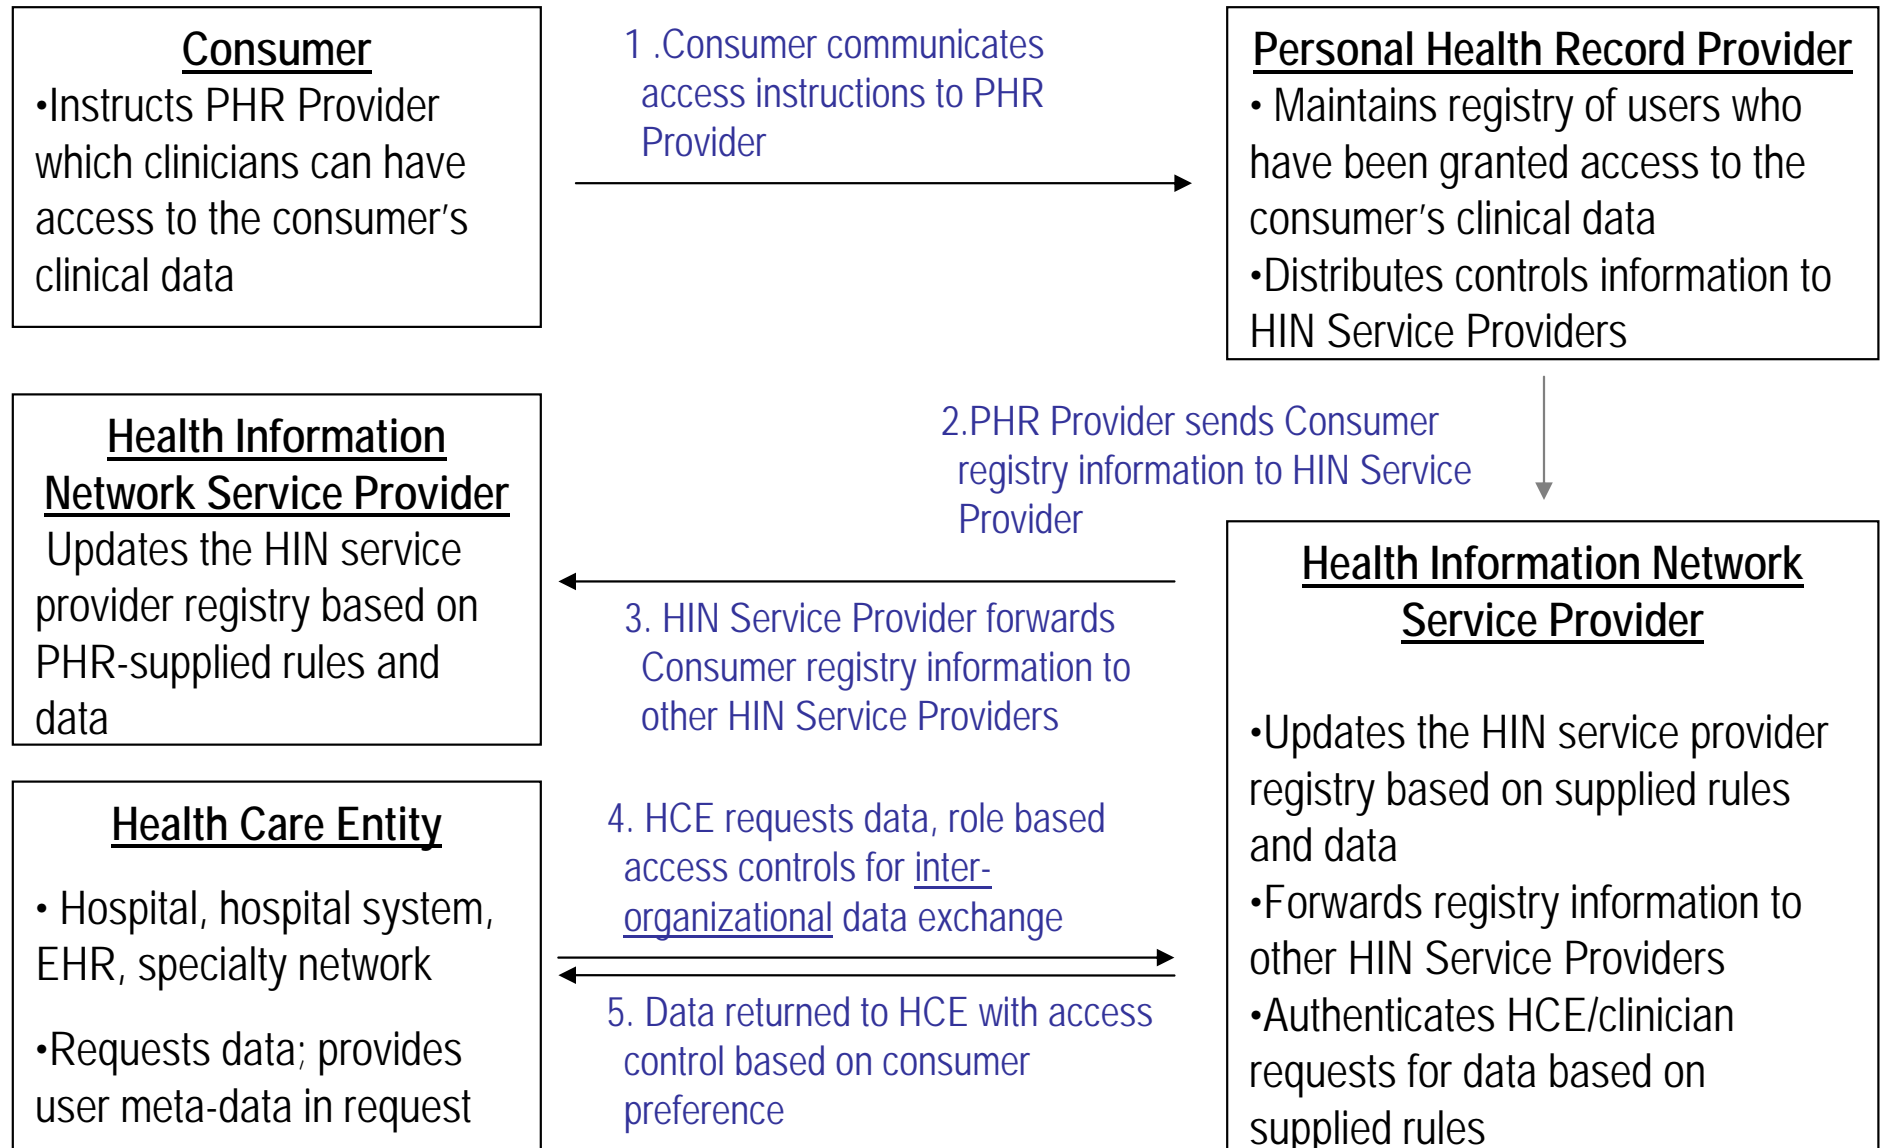 Consumer
•Instructs PHR Provider
which clinicians can have
access to the consumer’s
clinical data
1 .Consumer communicates
access instructions to PHR
Provider
Personal Health Record Provider
• Maintains registry of users who
have been granted access to the
consumer’s clinical data
•Distributes controls information to
HIN Service Providers
2.PHR Provider sends Consumer
registry information to HIN Service
Provider
Health Information
Network Service Provider
Updates the HIN service
provider registry based on
PHR-supplied rules and
data
3. HIN Service Provider forwards
Consumer registry information to
other HIN Service Providers
Health Information Network
Service Provider
•Updates the HIN service provider
registry based on supplied rules
and data
•Forwards registry information to
other HIN Service Providers
•Authenticates HCE/clinician
requests for data based on
supplied rules
Health Care Entity
• Hospital, hospital system,
EHR, specialty network
•Requests data; provides
user meta-data in request
4. HCE requests data, role based
access controls for inter-
organizational data exchange
5. Data returned to HCE with access
control based on consumer
preference